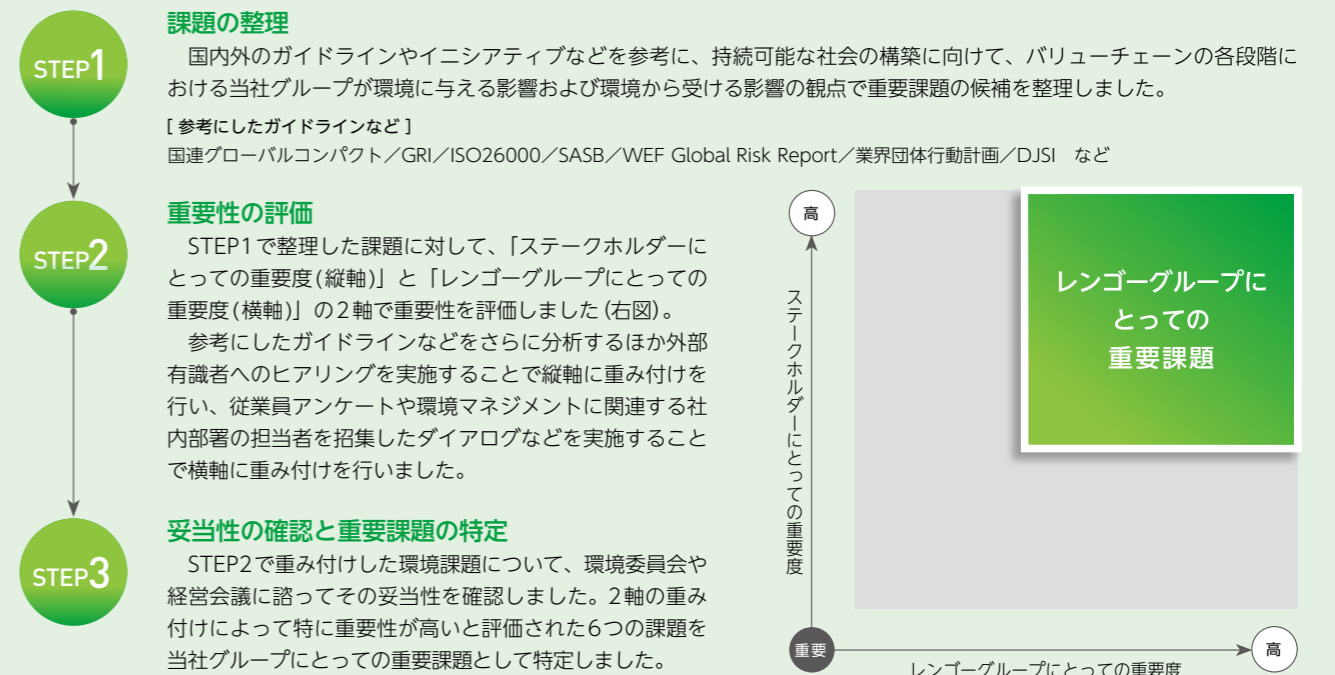 STEP1
課題の整理
国内外のガイドラインやイニシアティブなどを参考に、持続可能な社会の構築に向けて、バリューチェーンの各段階に
おける当社グループが環境に与える影響および環境から受ける影響の観点で重要課題の候補を整理しました。
[ 参考にしたガイドラインなど ]
国連グローバルコンパクト／GRI／ISO26000／SASB／WEF Global Risk Report／業界団体行動計画／DJSI　など
STEP2
重要性の評価
STEP1で整理した課題に対して、「ステークホルダーに
とっての重要度(縦軸)」と「レンゴーグループにとっての
重要度(横軸)」の2軸で重要性を評価しました(右図)。
参考にしたガイドラインなどをさらに分析するほか外部
有識者へのヒアリングを実施することで縦軸に重み付けを
行い、従業員アンケートや環境マネジメントに関連する社
内部署の担当者を招集したダイアログなどを実施すること
で横軸に重み付けを行いました。
STEP3
妥当性の確認と重要課題の特定
STEP2で重み付けした環境課題について、環境委員会や
経営会議に諮ってその妥当性を確認しました。2軸の重み
付けによって特に重要性が高いと評価された6つの課題を
当社グループにとっての重要課題として特定しました。
高
ステークホルダーにとっての重要度
レンゴーグループに
とっての
重要課題
重要
レンゴーグループにとっての重要度
高